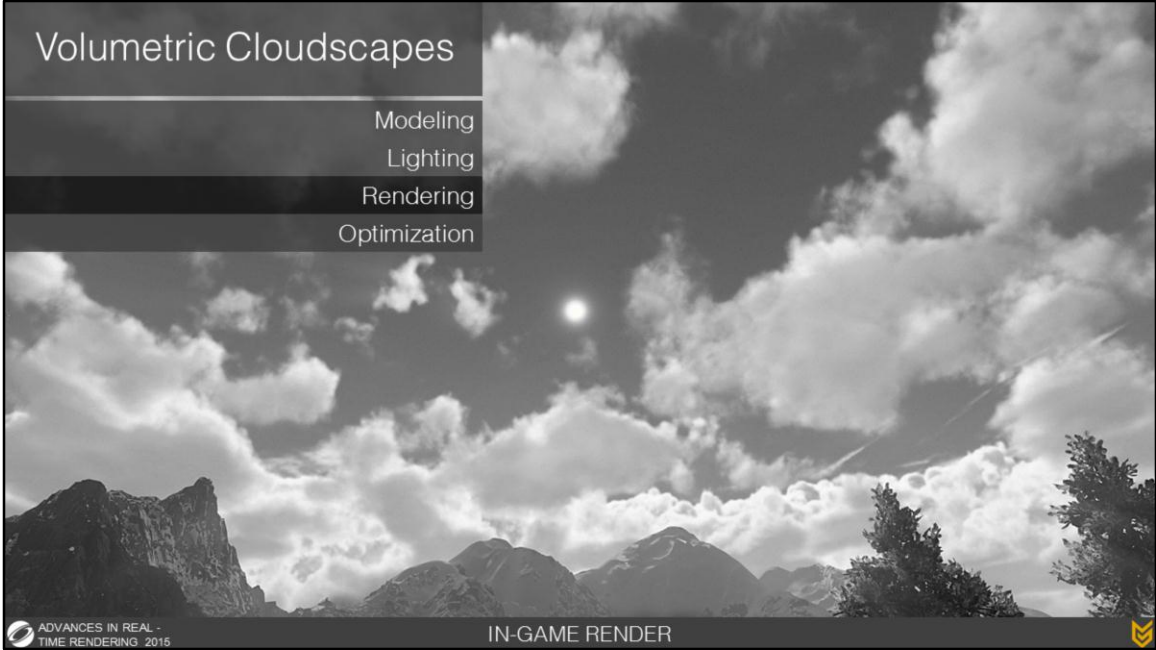 Volumetric Cloudscapes
Modeling
Lighting
Rendering
Optimization
ADVANCES IN REAL -
TIME RENDERING 2015
IN-GAME RENDER